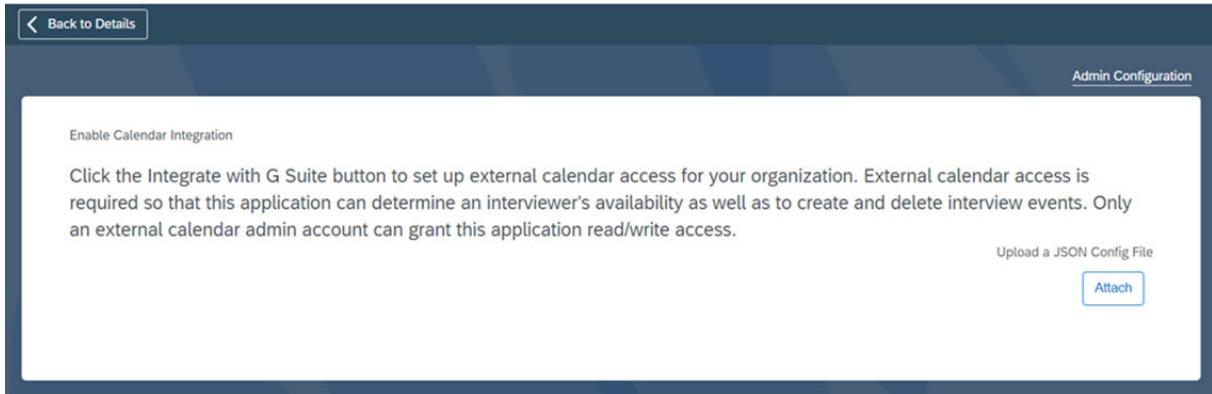 Back to Details
Admin Configuration
Enable Calendar Integration
Click the Integrate with G Suite button to set up external calendar access for your organization. External calendar access is
required so that this application can determine an interviewer's availability as well as to create and delete interview events. Only
an external calendar admin account can grant this application read/write access.
Upload a JSON Config File
Attach